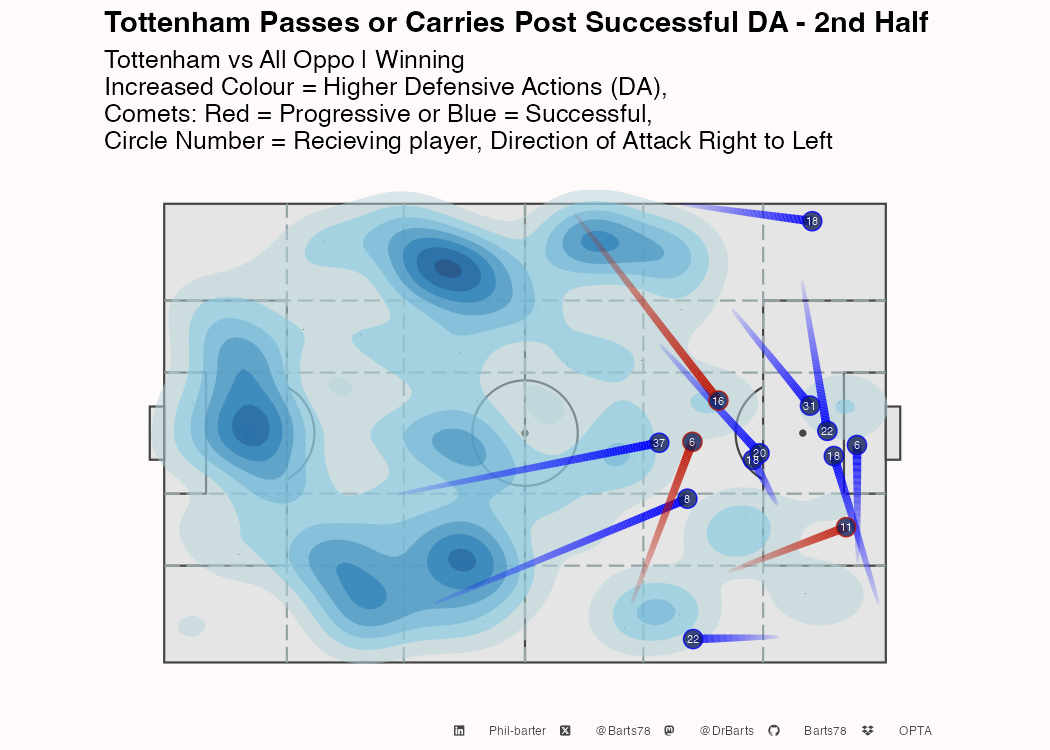 Tottenham Passes or Carries Post Successful DA - 2nd Half
Tottenham vs All Oppo | Winning
Increased Colour = Higher Defensive Actions (DA),
Comets: Red = Progressive or Blue = Successful,
Circle Number = Recieving player, Direction of Attack Right to Left
18
16
31
22
37
6
20
18
18
6
8
11
22
Phil-barter @Barts78 @DrBarts Barts78 OPTA